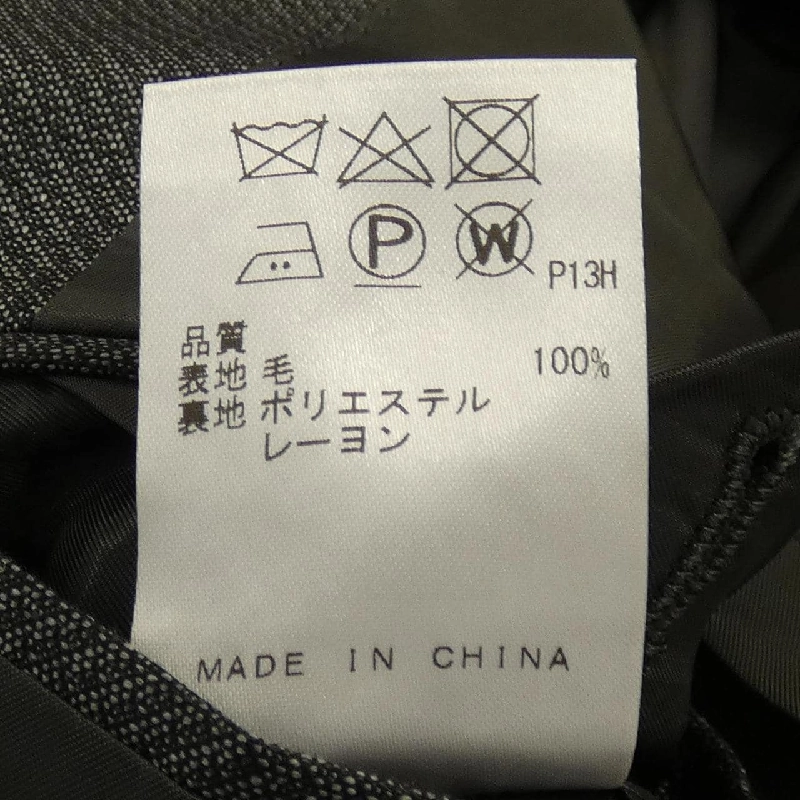 P W P13H
品質
表地 毛 100%
裏地 ポリエステル
レーヨン
MADE IN CHINA